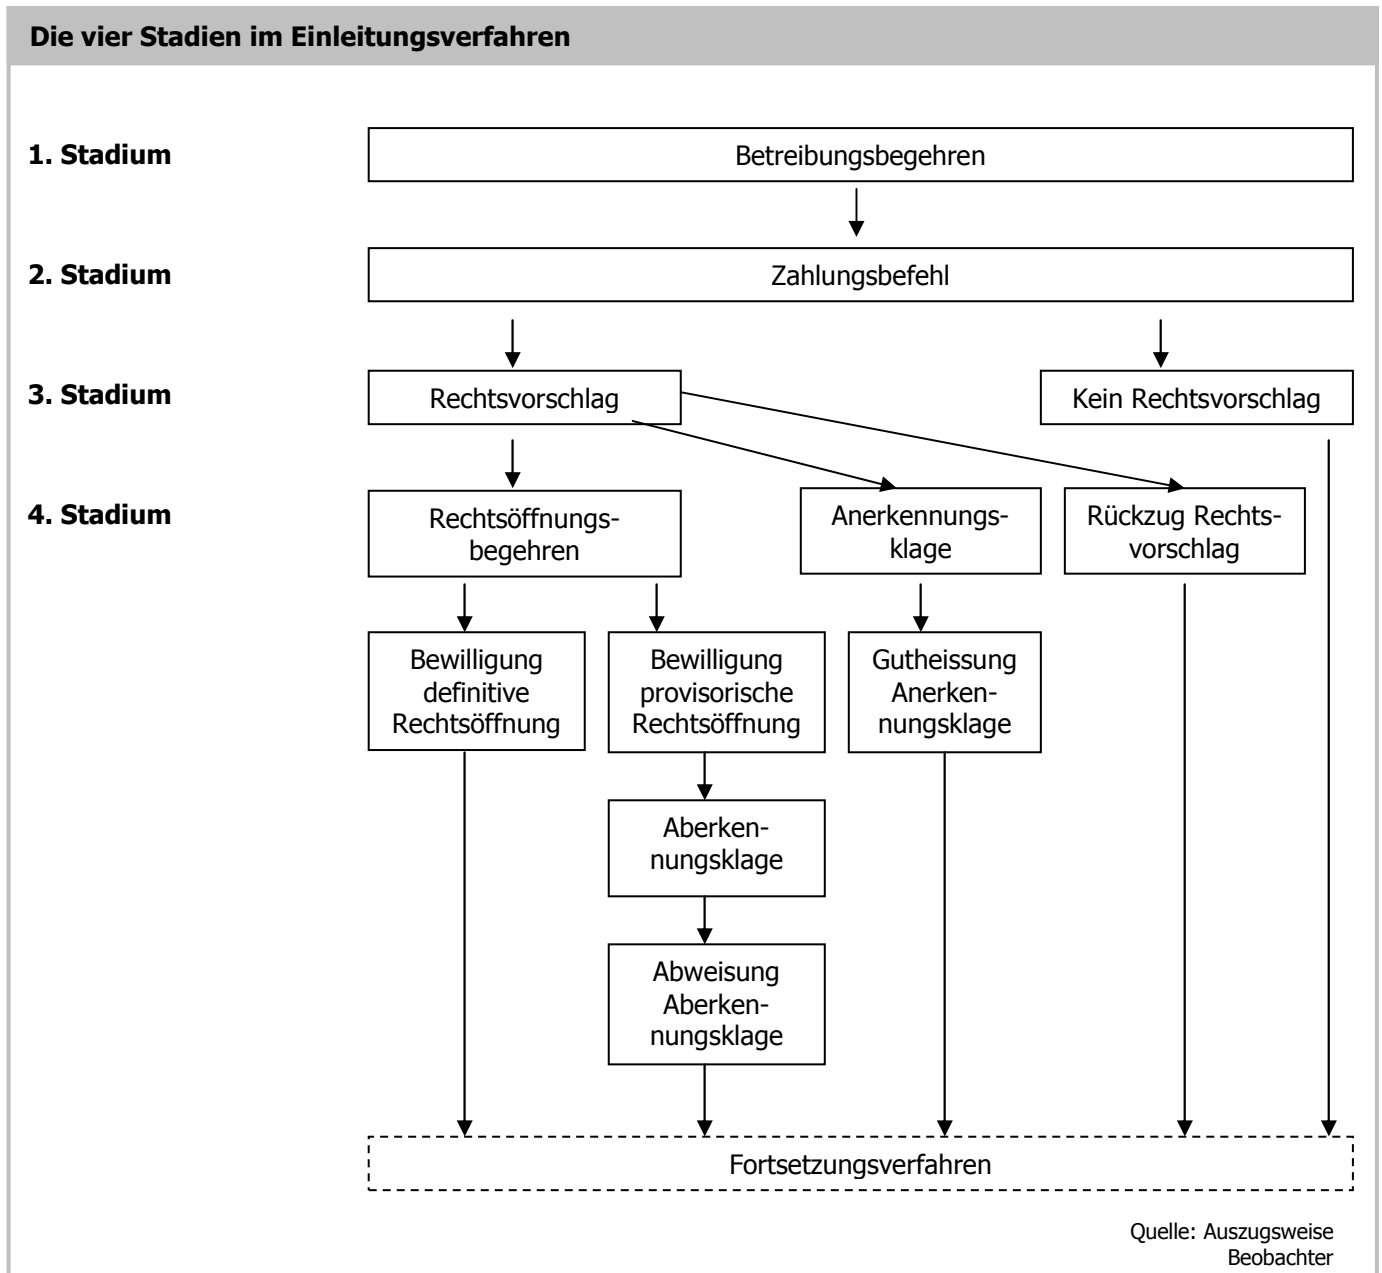 Die vier Stadien im Einleitungsverfahren
1. Stadium
Betreibungsbegehren
2. Stadium
Zahlungsbefehl
3. Stadium
Rechtsvorschlag
Kein Rechtsvorschlag
4. Stadium
Rechtsöffnungs-
begehren
Anerkennungs-
klage
Rückzug Rechts-
vorschlag
Bewilligung
definitive
Rechtsöffnung
Bewilligung
provisorische
Rechtsöffnung
Gutheissung
Anerken-
nungsklage
Aberken-
nungsklage
Abweisung
Aberken-
nungsklage
Fortsetzungsverfahren
Quelle: Auszugsweise
Beobachter